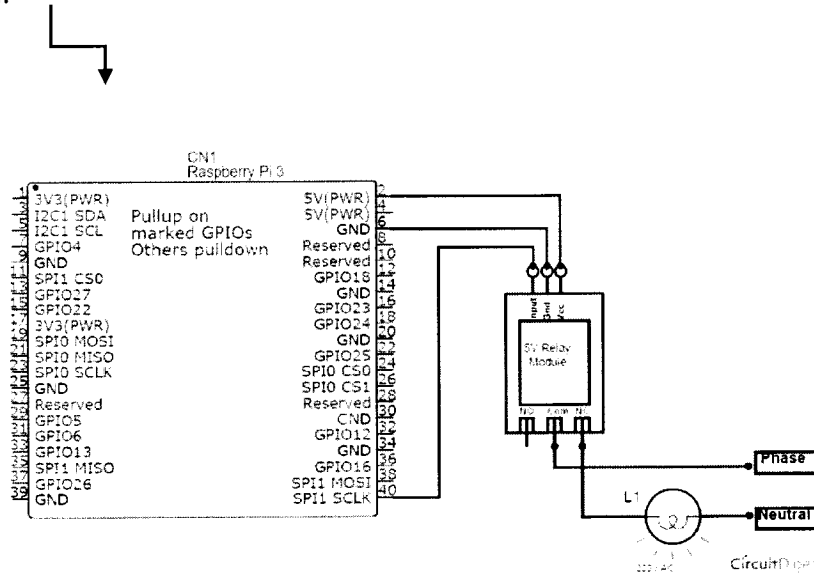 CN1
Raspberry Pi 3
1
3V3(PWR)
I2C1 SDA
I2C1 SCL
GPIO4
GND
SPI1 CS0
GPIO27
GPIO22
3V3(PWR)
SPI0 MOSI
SPI0 MISO
SPI0 SCLK
GND
Reserved
GPIO5
GPIO6
GPIO13
SPI1 MISO
GPIO26
GND
Pullup on
marked GPIOs
Others pulldown
5V(PWR)
5V(PWR)
GND
Reserved
Reserved
GPIO18
GND
GPIO23
GPIO24
GND
GPIO25
SPI0 CS0
SPI0 CS1
Reserved
GND
GPIO12
GND
GPIO16
SPI1 MOSI
SPI1 SCLK
2
4
6
8
10
12
14
16
18
20
22
24
26
28
30
32
34
36
38
40
Input
Gnd
Vcc
5V Relay
Module
NO Com NC
Phase
L1
Neutral